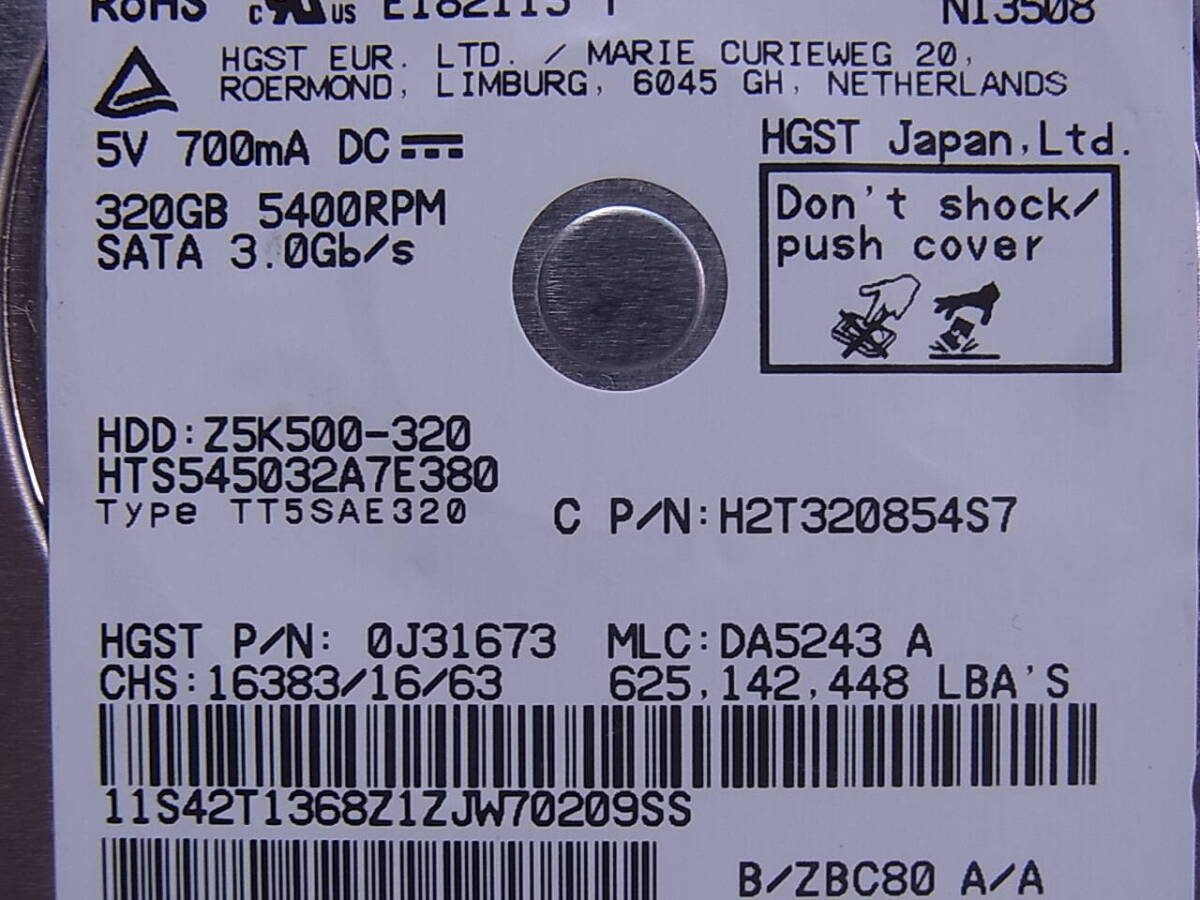 RoHS c US E182115 T N13508
HGST EUR. LTD. / MARIE CURIEWEG 20,
ROERMOND, LIMBURG, 6045 GH, NETHERLANDS
5V 700mA DC
HGST Japan,Ltd.
320GB 5400RPM
SATA 3.0Gb/s
Don't shock/
push cover
HDD:Z5K500-320
HTS545032A7E380
Type TT5SAE320
C P/N:H2T320854S7
HGST P/N: 0J31673 MLC:DA5243 A
CHS:16383/16/63 625,142,448 LBA'S
11S42T1368Z1ZJW70209SS
B/ZBC80 A/A